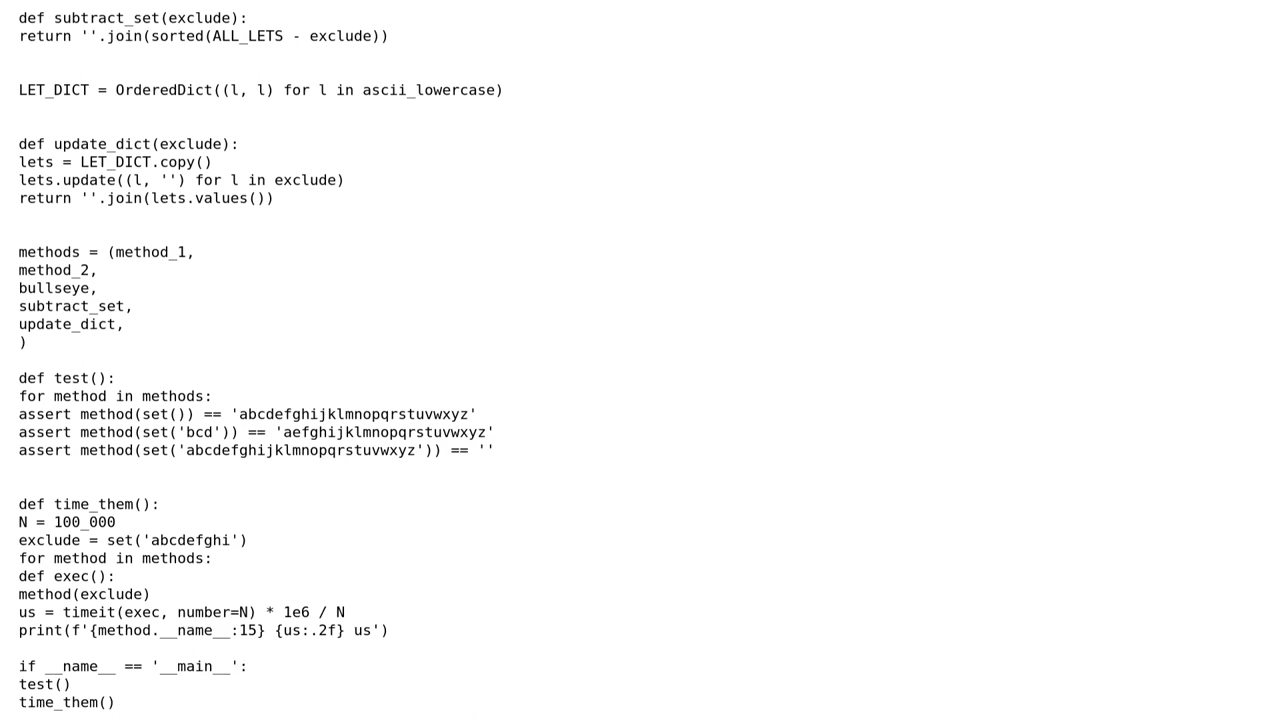 def subtract_set(exclude):
return ''.join(sorted(ALL_LETS - exclude))
LET_DICT = OrderedDict((l, l) for l in ascii_lowercase)
def update_dict(exclude):
lets = LET_DICT.copy()
lets.update((l, '') for l in exclude)
return ''.join(lets.values())
methods = (method_1,
method_2,
bullseye,
subtract_set,
update_dict,
)
def test():
for method in methods:
assert method(set()) == 'abcdefghijklmnopqrstuvwxyz'
assert method(set('bcd')) == 'aefghijklmnopqrstuvwxyz'
assert method(set('abcdefghijklmnopqrstuvwxyz')) == ''
def time_them():
N = 100_000
exclude = set('abcdefghi')
for method in methods:
def exec():
method(exclude)
us = timeit(exec, number=N) * 1e6 / N
print(f'{method.__name__:15} {us:.2f} us')
if __name__ == '__main__':
test()
time_them()